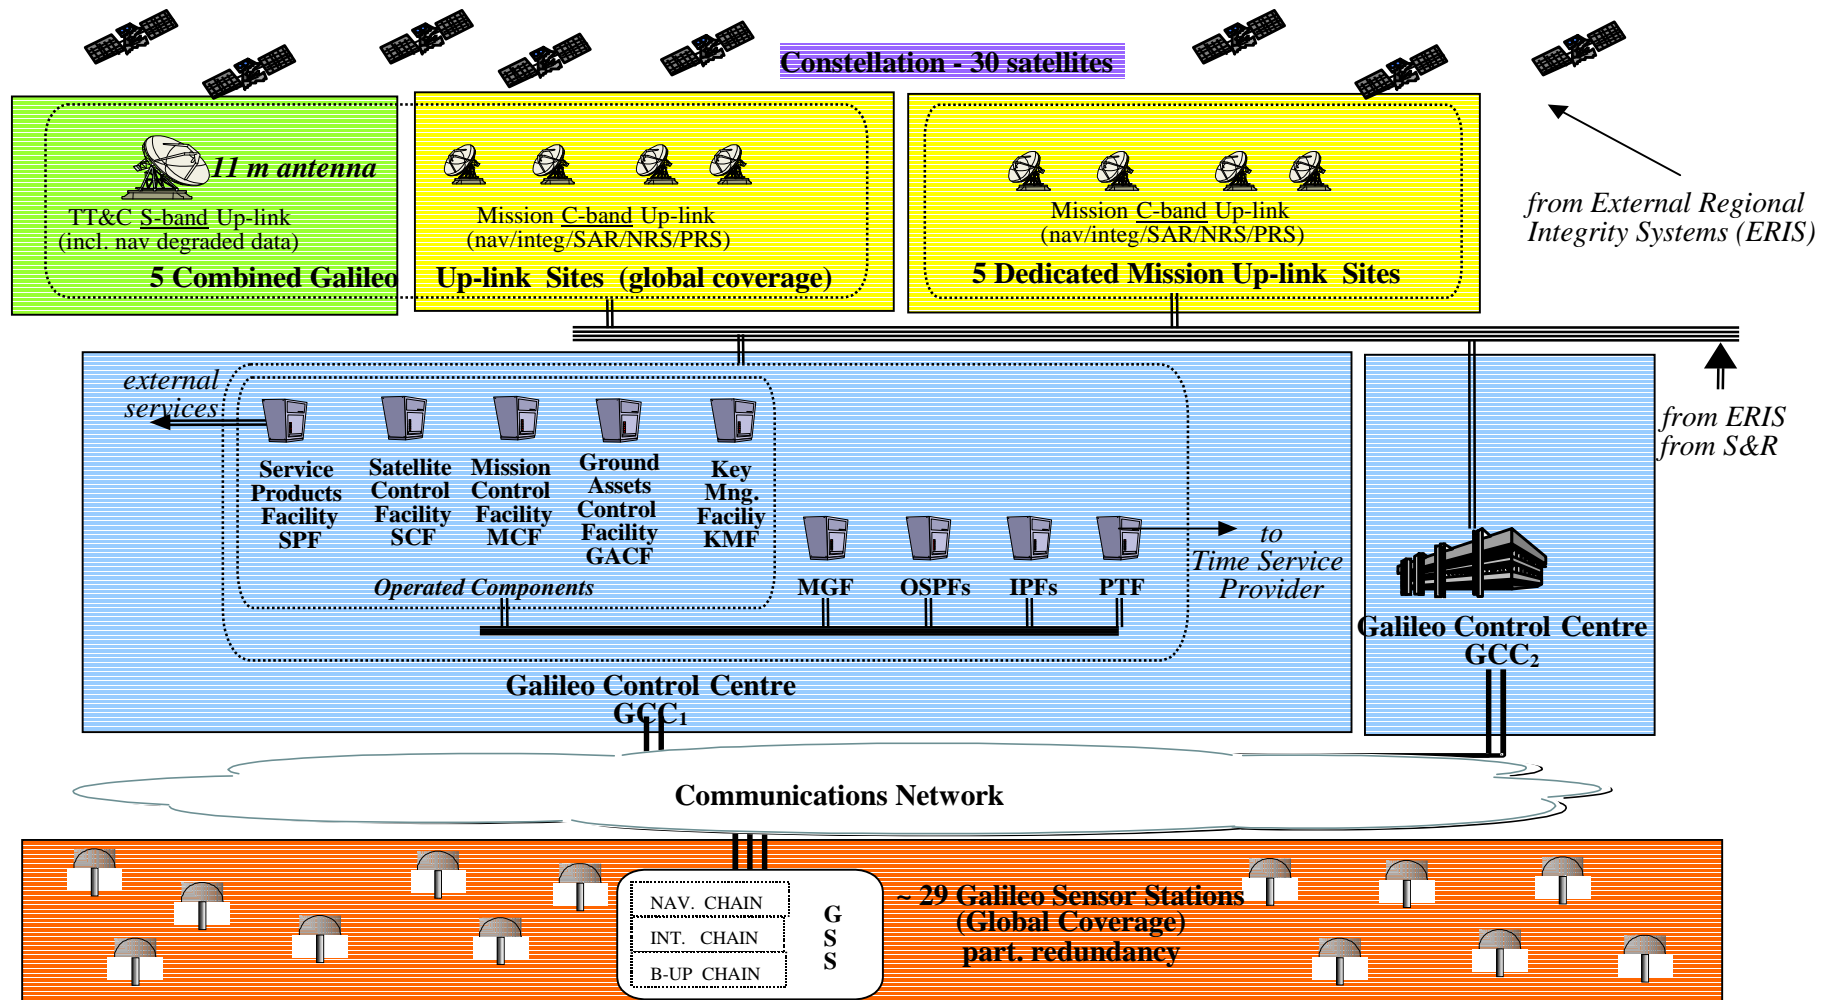 Constellation - 30 satellites
11 m antenna
TT&C S-band Up-link
(incl. nav degraded data)
Mission C-band Up-link
(nav/integ/SAR/NRS/PRS)
5 Combined Galileo Up-link Sites (global coverage)
Mission C-band Up-link
(nav/integ/SAR/NRS/PRS)
5 Dedicated Mission Up-link Sites
from External Regional
Integrity Systems (ERIS)
external
services
Service
Products
Facility
SPF
Satellite
Control
Facility
SCF
Mission
Control
Facility
MCF
Ground
Assets
Control
Facility
GACF
Key
Mng.
Faciliy
KMF
Operated Components
MGF
OSPFs
IPFs
PTF
to
Time Service
Provider
Galileo Control Centre
GCC1
from ERIS
from S&R
Galileo Control Centre
GCC2
Communications Network
NAV. CHAIN
INT. CHAIN
B-UP CHAIN
G
S
S
~ 29 Galileo Sensor Stations
(Global Coverage)
part. redundancy